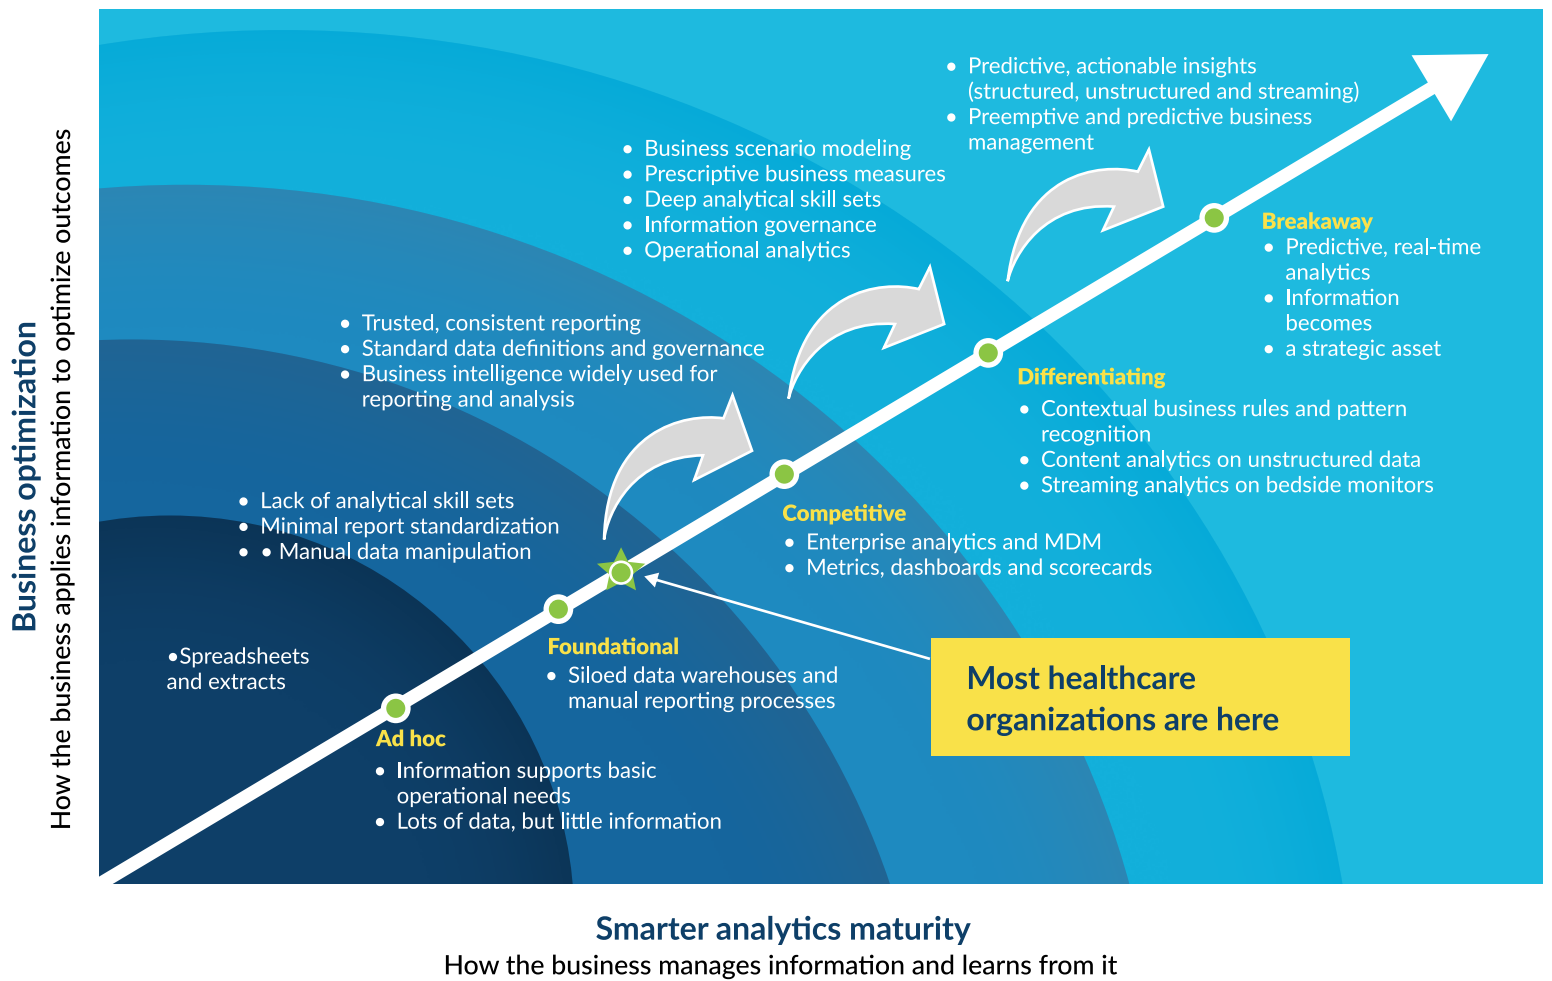 • Predictive, actionable insights
(structured, unstructured and streaming)
• Preemptive and predictive business
management
• Business scenario modeling
• Prescriptive business measures
• Deep analytical skill sets
• Information governance
• Operational analytics
Breakaway
• Predictive, real-time
analytics
• Information
becomes
• a strategic asset
• Trusted, consistent reporting
• Standard data definitions and governance
• Business intelligence widely used for
reporting and analysis
Differentiating
• Contextual business rules and pattern
recognition
• Content analytics on unstructured data
• Streaming analytics on bedside monitors
• Lack of analytical skill sets
• Minimal report standardization
• • Manual data manipulation
Competitive
• Enterprise analytics and MDM
• Metrics, dashboards and scorecards
•Spreadsheets
and extracts
Foundational
• Siloed data warehouses and
manual reporting processes
Most healthcare
organizations are here
Ad hoc
• Information supports basic
operational needs
• Lots of data, but little information
Business optimization
How the business applies information to optimize outcomes
Smarter analytics maturity
How the business manages information and learns from it